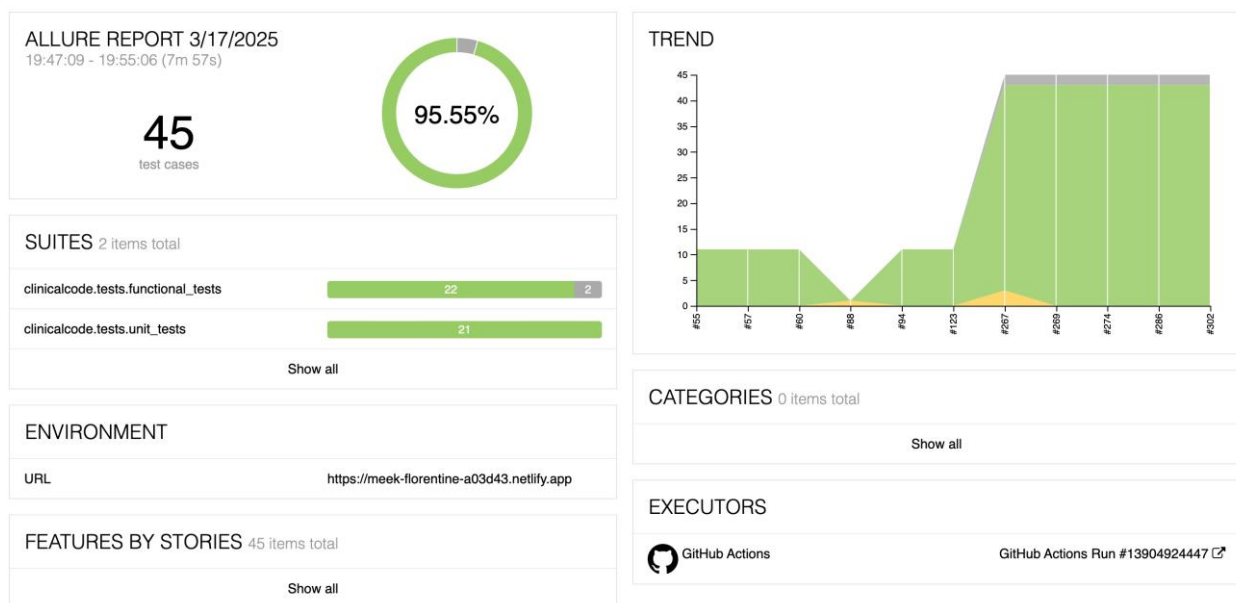 ALLURE REPORT 3/17/2025
19:47:09 - 19:55:06 (7m 57s)
45
test cases
95.55%
SUITES 2 items total
clinicalcode.tests.functional_tests 22 2
clinicalcode.tests.unit_tests 21
Show all
ENVIRONMENT
URL https://meek-florentine-a03d43.netlify.app
FEATURES BY STORIES 45 items total
Show all
TREND
45
40
35
30
25
20
15
10
5
0
#55 #57 #60 #88 #94 #123 #267 #269 #274 #286 #302
CATEGORIES 0 items total
Show all
EXECUTORS
GitHub Actions GitHub Actions Run #13904924447